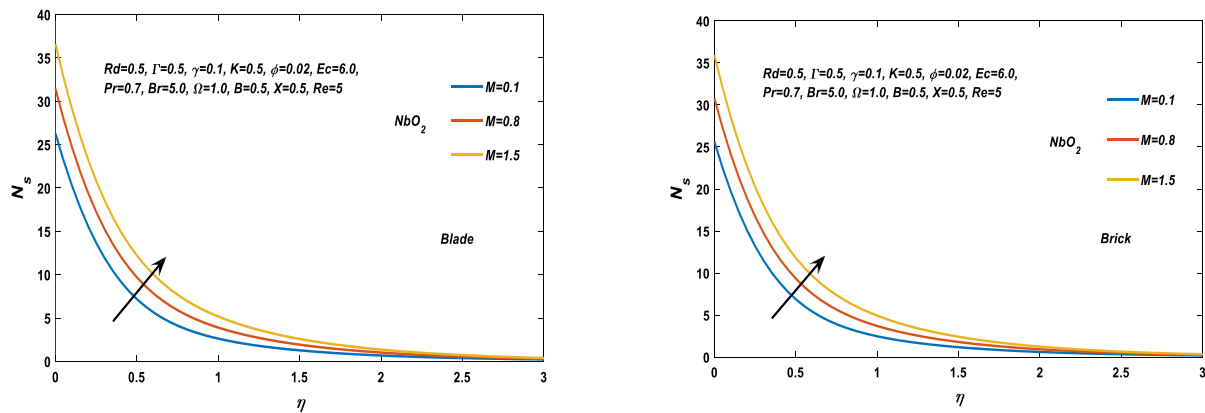 40
35
30
25
20
15
10
5
0
N_s
0 0.5 1 1.5 2 2.5 3
η
Rd=0.5, Γ=0.5, γ=0.1, K=0.5, ϕ=0.02, Ec=6.0,
Pr=0.7, Br=5.0, Ω=1.0, B=0.5, X=0.5, Re=5
M=0.1
M=0.8
M=1.5
NbO₂
Blade
40
35
30
25
20
15
10
5
0
N_s
0 0.5 1 1.5 2 2.5 3
η
Rd=0.5, Γ=0.5, γ=0.1, K=0.5, ϕ=0.02, Ec=6.0,
Pr=0.7, Br=5.0, Ω=1.0, B=0.5, X=0.5, Re=5
M=0.1
M=0.8
M=1.5
NbO₂
Brick